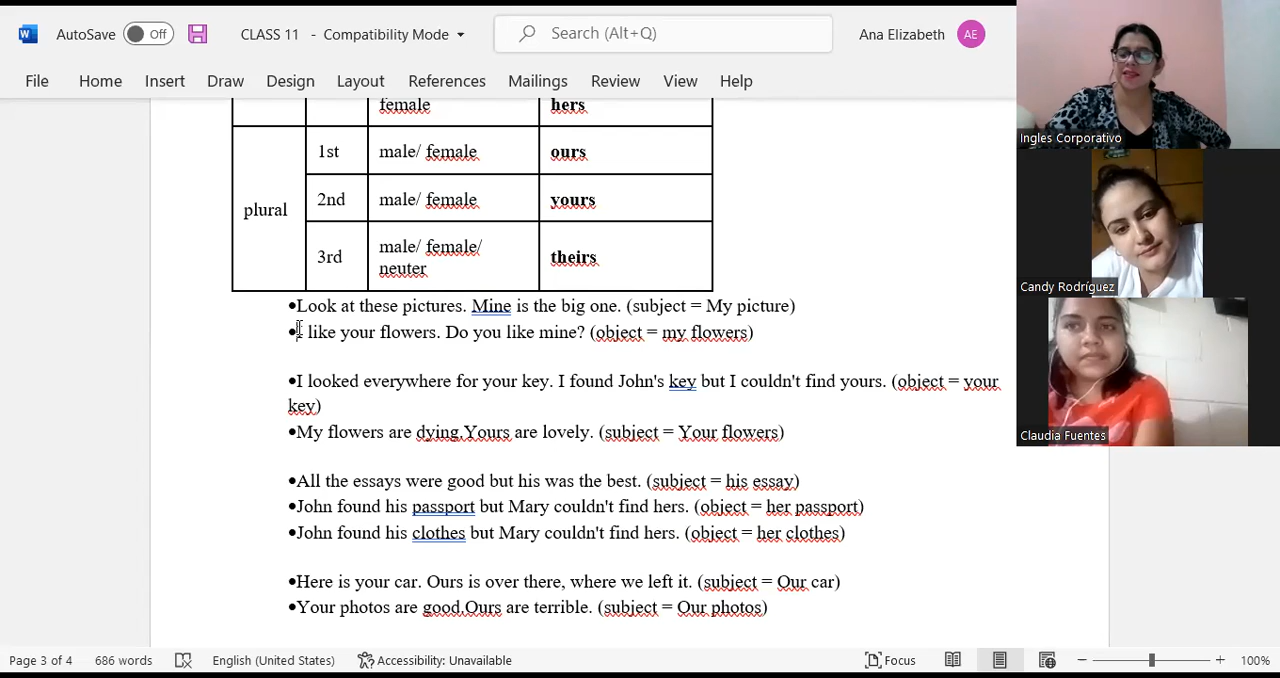 AutoSave Off CLASS 11 - Compatibility Mode Search (Alt+Q) Ana Elizabeth AE
File Home Insert Draw Design Layout References Mailings Review View Help
female hers
1st male/ female ours
plural 2nd male/ female yours
3rd male/ female/ neuter theirs
•Look at these pictures. Mine is the big one. (subject = My picture)
•I like your flowers. Do you like mine? (object = my flowers)
•I looked everywhere for your key. I found John's key but I couldn't find yours. (object = your
key)
•My flowers are dying.Yours are lovely. (subject = Your flowers)
•All the essays were good but his was the best. (subject = his essay)
•John found his passport but Mary couldn't find hers. (object = her passport)
•John found his clothes but Mary couldn't find hers. (object = her clothes)
•Here is your car. Ours is over there, where we left it. (subject = Our car)
•Your photos are good.Ours are terrible. (subject = Our photos)
Page 3 of 4 686 words English (United States) Accessibility: Unavailable Focus 100%
Ingles Corporativo
Candy Rodríguez
Claudia Fuentes